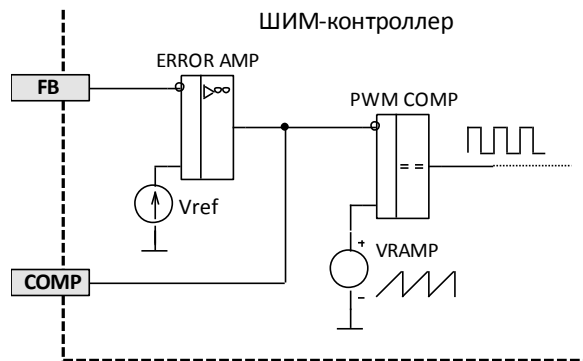 ШИМ-контроллер
ERROR AMP
FB
▷∞
PWM COMP
==
Vref
+
VRAMP
COMP
−